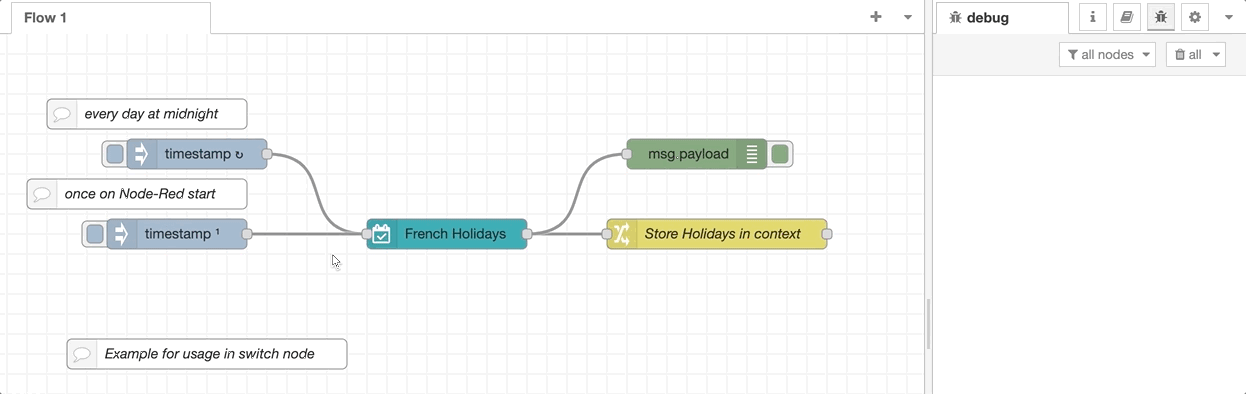 Flow 1
debug
all nodes
all
every day at midnight
timestamp ↻
msg.payload
once on Node-Red start
timestamp ¹
French Holidays
Store Holidays in context
Example for usage in switch node